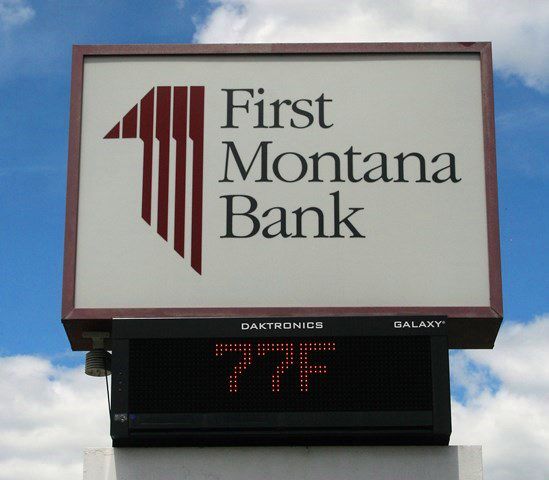 First
Montana
Bank
DAKTRONICS GALAXY®
77F